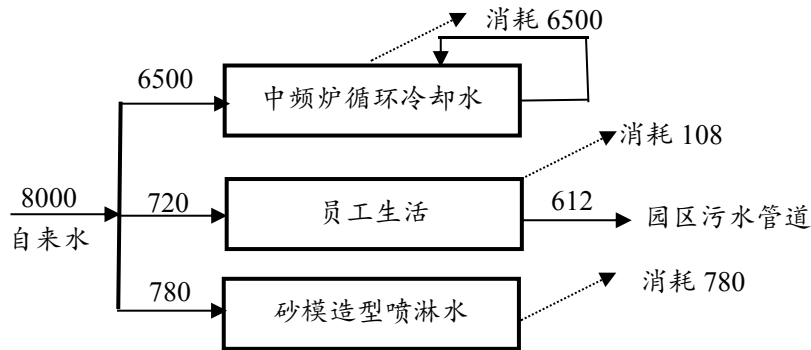 消耗 6500
6500
中频炉循环冷却水
消耗 108
8000
720
员工生活
612
园区污水管道
自来水
780
砂模造型喷淋水
消耗 780